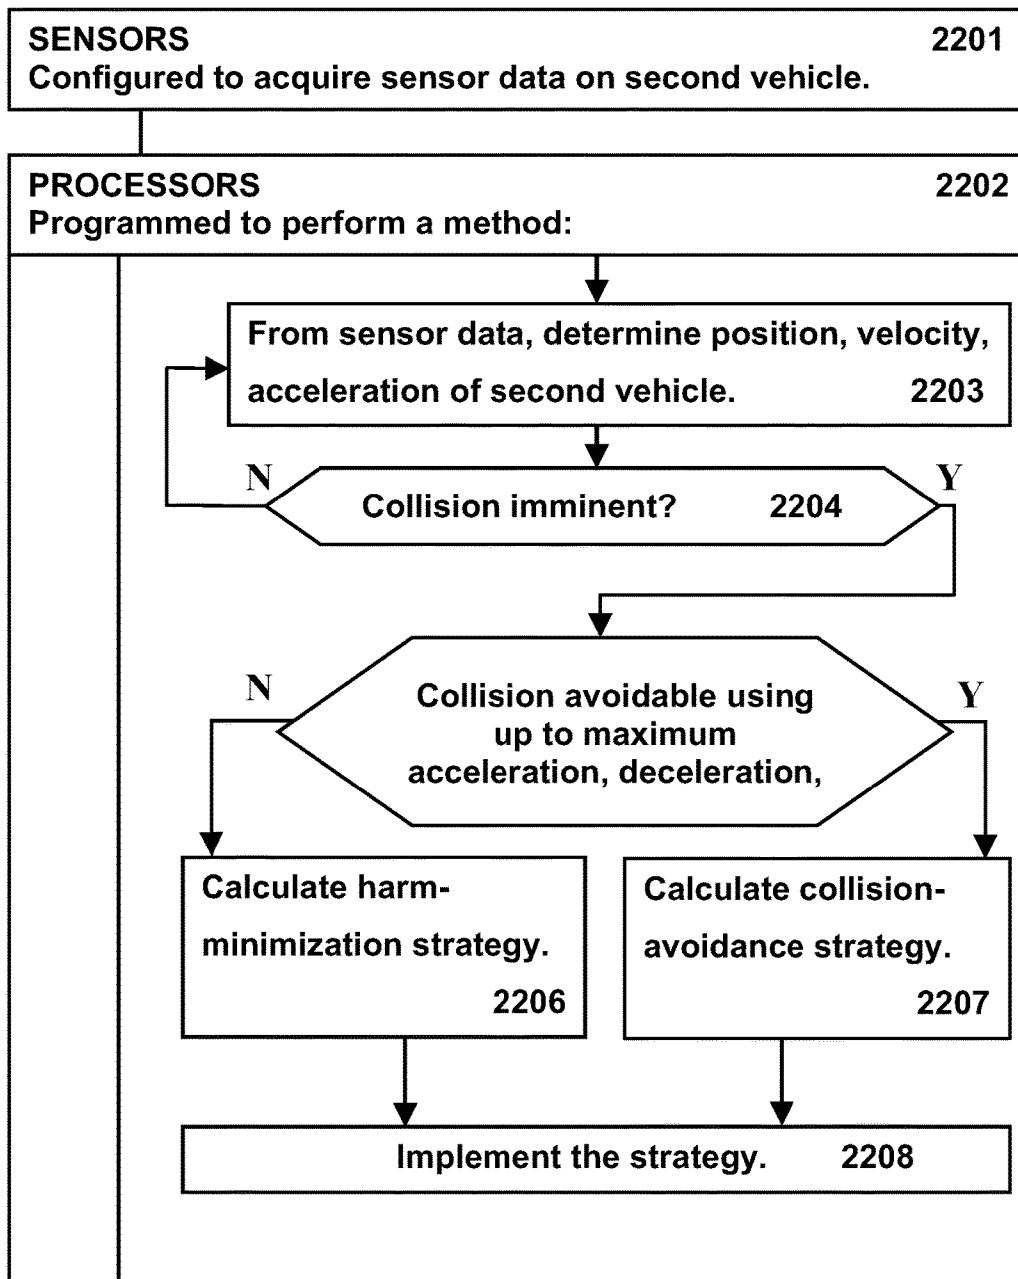 SENSORS 2201
Configured to acquire sensor data on second vehicle.
PROCESSORS 2202
Programmed to perform a method:
From sensor data, determine position, velocity,
acceleration of second vehicle. 2203
N Y
Collision imminent? 2204
N Y
Collision avoidable using
up to maximum
acceleration, deceleration,
Calculate harm-
minimization strategy.
2206
Calculate collision-
avoidance strategy.
2207
Implement the strategy. 2208